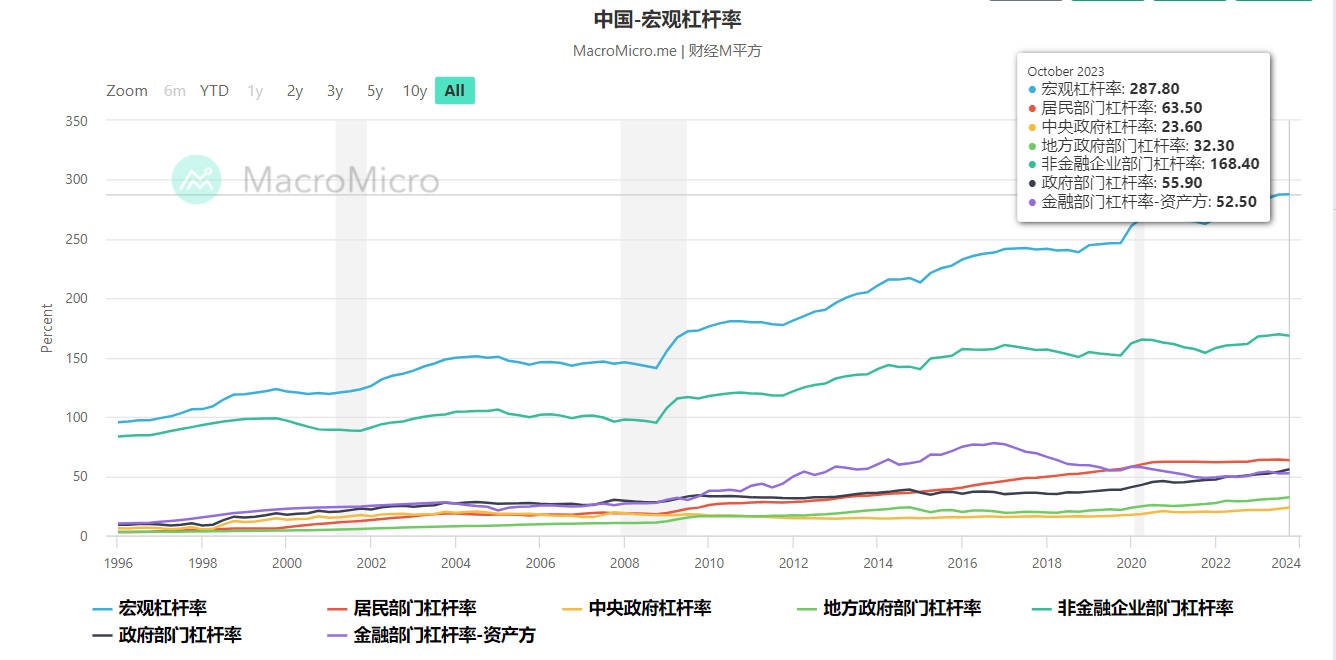 中国-宏观杠杆率
MacroMicro.me | 财经M平方
Zoom 6m YTD 1y 2y 3y 5y 10y All
October 2023
宏观杠杆率: 287.80
居民部门杠杆率: 63.50
中央政府杠杆率: 23.60
地方政府部门杠杆率: 32.30
非金融企业部门杠杆率: 168.40
政府部门杠杆率: 55.90
金融部门杠杆率-资产方: 52.50
MacroMicro
Percent
350
300
250
200
150
100
50
0
1996 1998 2000 2002 2004 2006 2008 2010 2012 2014 2016 2018 2020 2022 2024
宏观杠杆率 居民部门杠杆率 中央政府杠杆率 地方政府部门杠杆率 非金融企业部门杠杆率
政府部门杠杆率 金融部门杠杆率-资产方